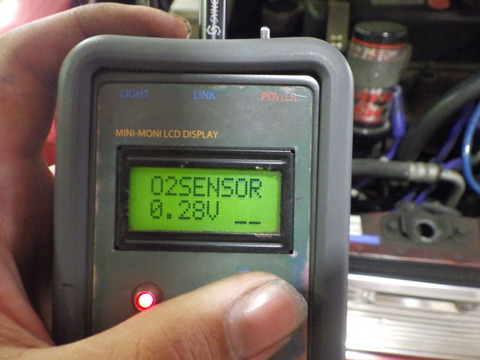 LIGHT LINK POWER
MINI-MONI LCD DISPLAY
O2SENSOR
0.28V __